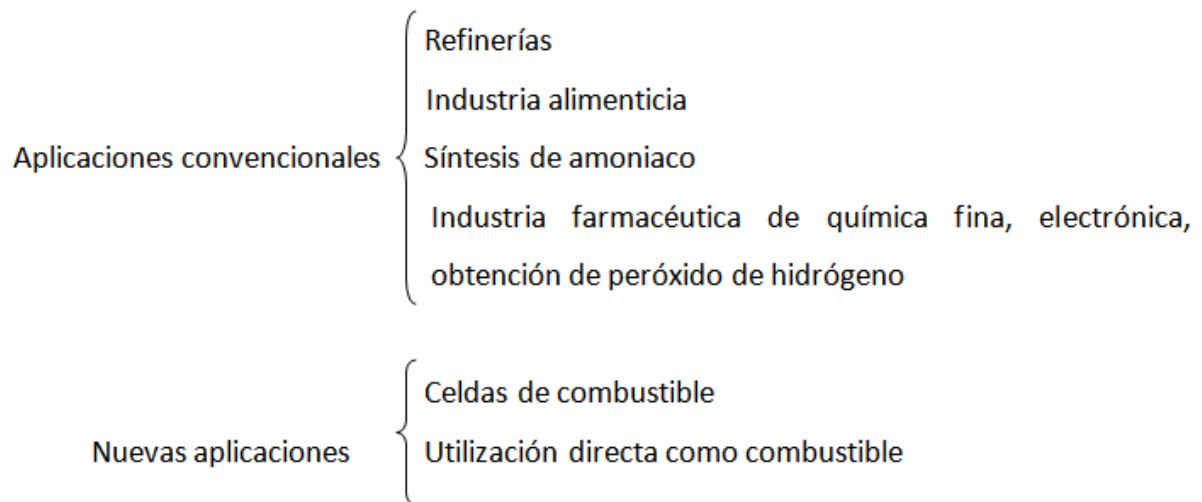 Refinerías
Industria alimenticia
Aplicaciones convencionales
Síntesis de amoniaco
Industria farmacéutica de química fina, electrónica,
obtención de peróxido de hidrógeno
Celdas de combustible
Nuevas aplicaciones
Utilización directa como combustible